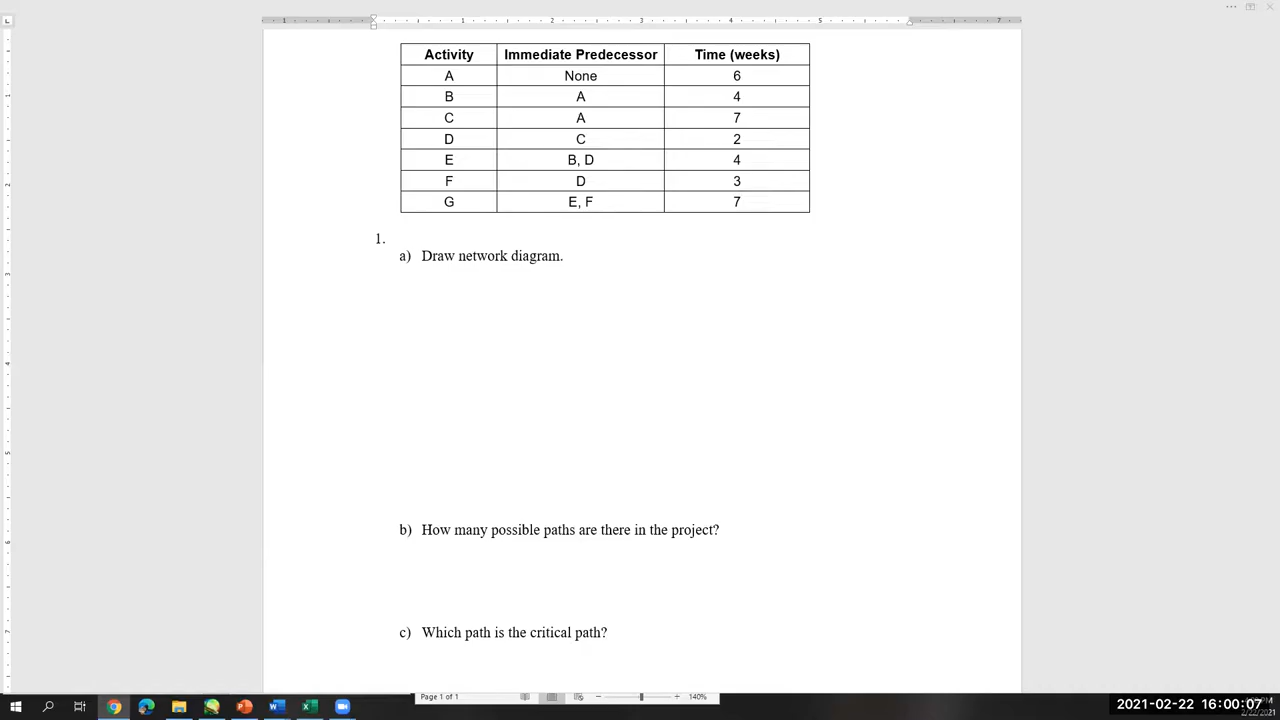 Activity Immediate Predecessor Time (weeks)
A None 6
B A 4
C A 7
D C 2
E B, D 4
F D 3
G E, F 7
1.
a) Draw network diagram.
b) How many possible paths are there in the project?
c) Which path is the critical path?
Page 1 of 1 140%
2021-02-22 16:00:07